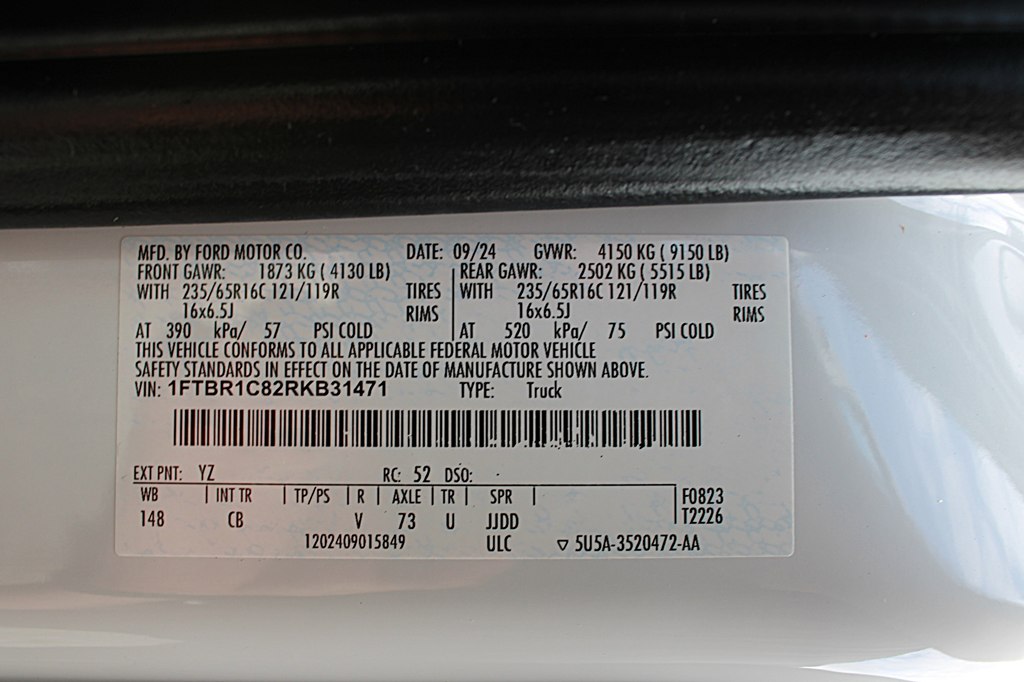 MFD. BY FORD MOTOR CO. DATE: 09/24 GVWR: 4150 KG ( 9150 LB)
FRONT GAWR: 1873 KG ( 4130 LB) REAR GAWR: 2502 KG ( 5515 LB)
WITH 235/65R16C 121/119R TIRES WITH 235/65R16C 121/119R TIRES
16x6.5J RIMS 16x6.5J RIMS
AT 390 kPa/ 57 PSI COLD AT 520 kPa/ 75 PSI COLD
THIS VEHICLE CONFORMS TO ALL APPLICABLE FEDERAL MOTOR VEHICLE
SAFETY STANDARDS IN EFFECT ON THE DATE OF MANUFACTURE SHOWN ABOVE.
VIN: 1FTBR1C82RKB31471 TYPE: Truck
EXT PNT: YZ RC: 52 DSO:
WB INT TR TP/PS R AXLE TR SPR F0823
148 CB V 73 U JJDD T2226
1202409015849 ULC ▽ 5U5A-3520472-AA